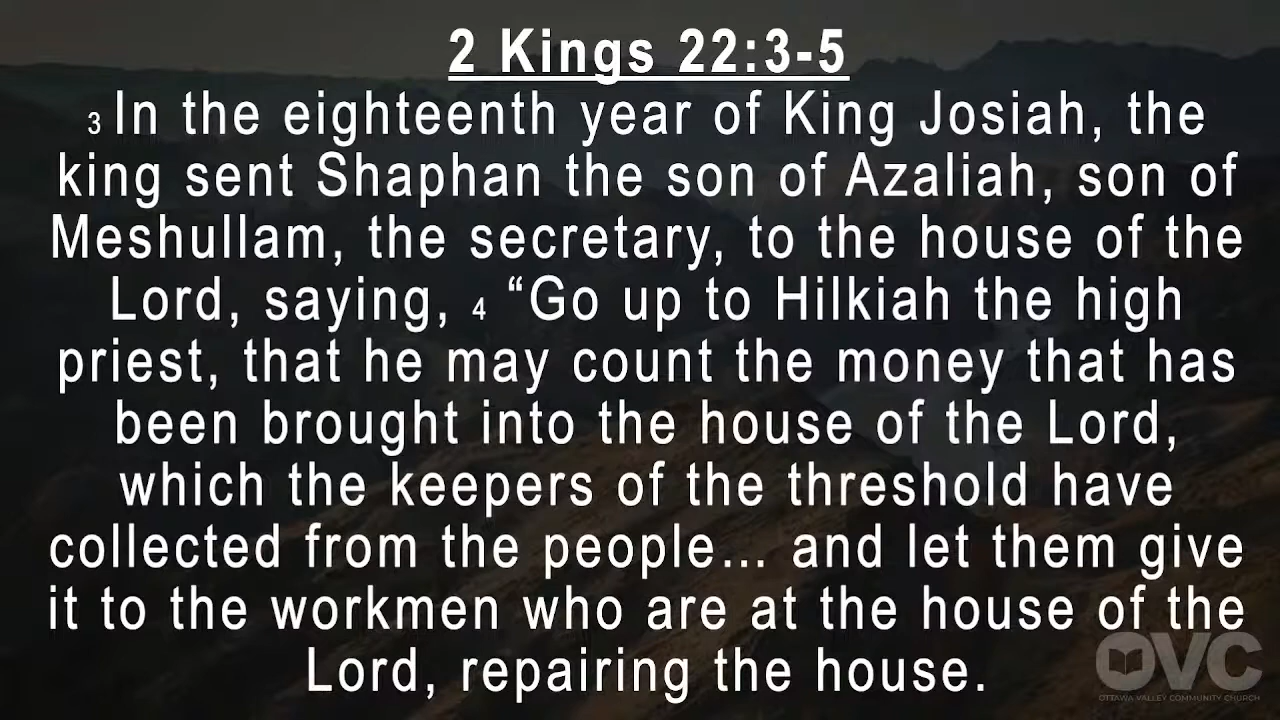 2 Kings 22:3-5
3 In the eighteenth year of King Josiah, the
king sent Shaphan the son of Azaliah, son of
Meshullam, the secretary, to the house of the
Lord, saying, 4 “Go up to Hilkiah the high
priest, that he may count the money that has
been brought into the house of the Lord,
which the keepers of the threshold have
collected from the people... and let them give
it to the workmen who are at the house of the
Lord, repairing the house.
OVC
OTTAWA VALLEY COMMUNITY CHURCH